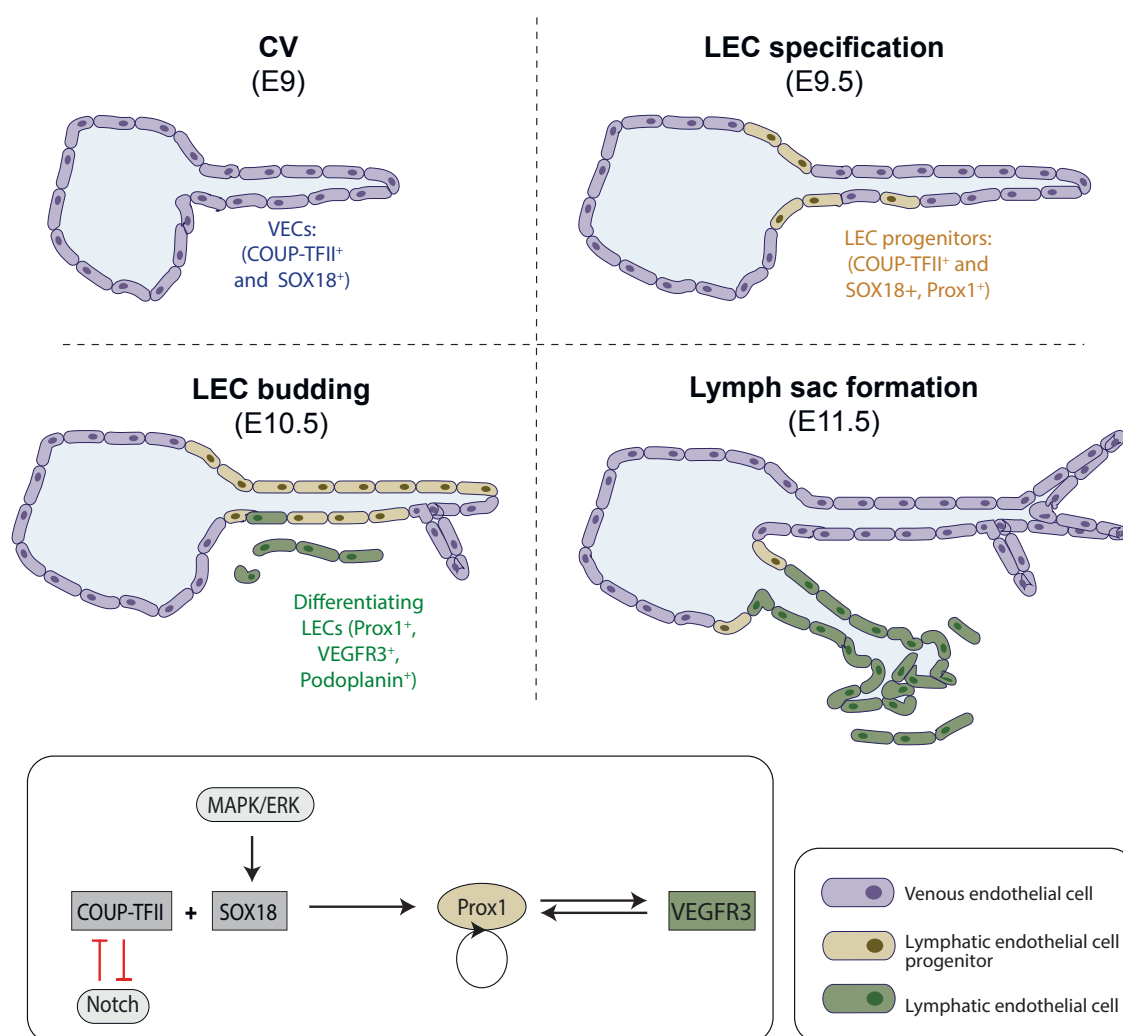 CV
(E9)
VECs:
(COUP-TFII⁺
and SOX18⁺)
LEC specification
(E9.5)
LEC progenitors:
(COUP-TFII⁺ and
SOX18+, Prox1⁺)
LEC budding
(E10.5)
Differentiating
LECs (Prox1⁺,
VEGFR3⁺,
Podoplanin⁺)
Lymph sac formation
(E11.5)
MAPK/ERK
COUP-TFII + SOX18
Prox1
VEGFR3
Notch
Venous endothelial cell
Lymphatic endothelial cell
progenitor
Lymphatic endothelial cell